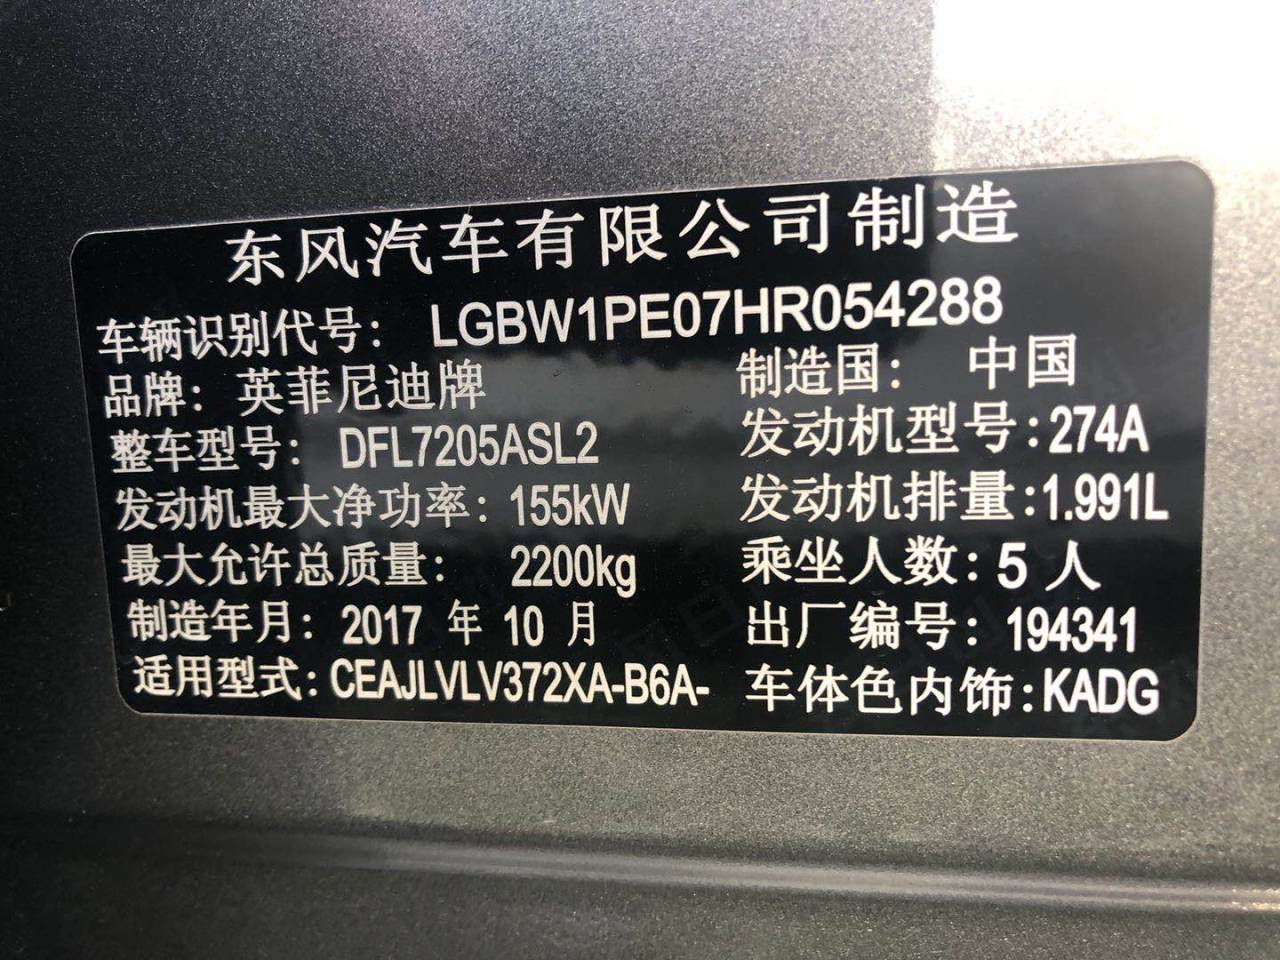 东风汽车有限公司制造
车辆识别代号: LGBW1PE07HR054288
品牌: 英菲尼迪牌 制造国: 中国
整车型号: DFL7205ASL2 发动机型号:274A
发动机最大净功率: 155kW 发动机排量:1.991L
最大允许总质量: 2200kg 乘坐人数:5人
制造年月: 2017 年 10 月 出厂编号: 194341
适用型式:CEAJLVLV372XA-B6A- 车体色内饰:KADG